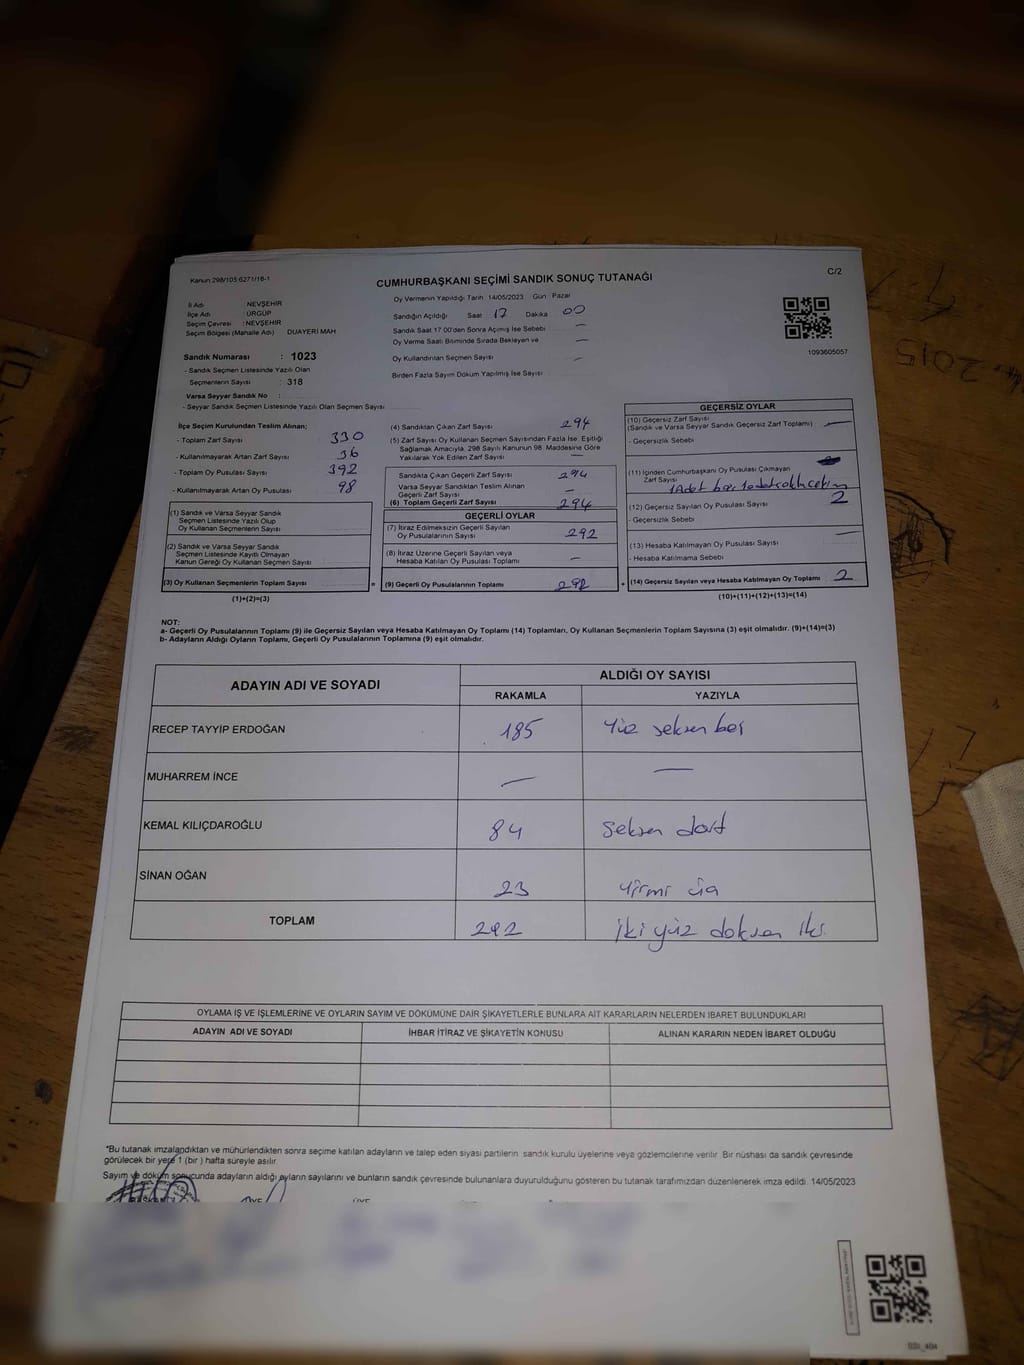 Kanun:298/105:6271/16-1
CUMHURBAŞKANI SEÇİMİ SANDIK SONUÇ TUTANAĞI
C/2
İl Adı : NEVŞEHİR
İlçe Adı : ÜRGÜP
Seçim Çevresi : NEVŞEHİR
Seçim Bölgesi (Mahalle Adı) : DUAYERİ MAH
Sandık Numarası : 1023
- Sandık Seçmen Listesinde Yazılı Olan
Seçmenlerin Sayısı : 318
Varsa Seyyar Sandık No :
- Seyyar Sandık Seçmen Listesinde Yazılı Olan Seçmen Sayısı
Oy Vermenin Yapıldığı Tarih : 14/05/2023 Gün : Pazar
Sandığın Açıldığı Saat 17 Dakika 00
Sandık Saat 17.00'den Sonra Açılmış İse Sebebi —
Oy Verme Saati Bitiminde Sırada Bekleyen ve —
Oy Kullandırılan Seçmen Sayısı —
Birden Fazla Sayım Döküm Yapılmış İse Sayısı
1093605057
İlçe Seçim Kurulundan Teslim Alınan;
- Toplam Zarf Sayısı 330
- Kullanılmayarak Artan Zarf Sayısı 36
- Toplam Oy Pusulası Sayısı 392
- Kullanılmayarak Artan Oy Pusulası 98
(1) Sandık ve Varsa Seyyar Sandık
Seçmen Listesinde Yazılı Olup
Oy Kullanan Seçmenlerin Sayısı
(2) Sandık ve Varsa Seyyar Sandık
Seçmen Listesinde Kayıtlı Olmayan
Kanun Gereği Oy Kullanan Seçmen Sayısı
(3) Oy Kullanan Seçmenlerin Toplam Sayısı
(1)+(2)=(3)
(4) Sandıktan Çıkan Zarf Sayısı 294
(5) Zarf Sayısı Oy Kullanan Seçmen Sayısından Fazla İse, Eşitliği
Sağlamak Amacıyla, 298 Sayılı Kanunun 98. Maddesine Göre
Yakılarak Yok Edilen Zarf Sayısı —
Sandıkta Çıkan Geçerli Zarf Sayısı 294
Varsa Seyyar Sandıktan Teslim Alınan
Geçerli Zarf Sayısı —
(6) Toplam Geçerli Zarf Sayısı 294
GEÇERLİ OYLAR
(7) İtiraz Edilmeksizin Geçerli Sayılan
Oy Pusulalarının Sayısı 292
(8) İtiraz Üzerine Geçerli Sayılan veya
Hesaba Katılan Oy Pusulası Toplamı —
= (9) Geçerli Oy Pusulalarının Toplamı 292
GEÇERSİZ OYLAR
(10) Geçersiz Zarf Sayısı
(Sandık ve Varsa Seyyar Sandık Geçersiz Zarf Toplamı) —
- Geçersizlik Sebebi
(11) İçinden Cumhurbaşkanı Oy Pusulası Çıkmayan
Zarf Sayısı
1 Adet boş 1 adet
(12) Geçersiz Sayılan Oy Pusulası Sayısı 2
- Geçersizlik Sebebi
(13) Hesaba Katılmayan Oy Pusulası Sayısı —
- Hesaba Katılmama Sebebi
+ (14) Geçersiz Sayılan veya Hesaba Katılmayan Oy Toplamı 2
(10)+(11)+(12)+(13)=(14)
NOT:
a- Geçerli Oy Pusulalarının Toplamı (9) ile Geçersiz Sayılan veya Hesaba Katılmayan Oy Toplamı (14) Toplamları, Oy Kullanan Seçmenlerin Toplam Sayısına (3) eşit olmalıdır. (9)+(14)=(3)
b- Adayların Aldığı Oyların Toplamı, Geçerli Oy Pusulalarının Toplamına (9) eşit olmalıdır.
ADAYIN ADI VE SOYADI
ALDIĞI OY SAYISI
RAKAMLA YAZIYLA
RECEP TAYYİP ERDOĞAN 185 Yüz seksen beş
MUHARREM İNCE — —
KEMAL KILIÇDAROĞLU 84 Seksen dört
SİNAN OĞAN 23 Yirmi üç
TOPLAM 292 İki yüz doksan iki
OYLAMA İŞ VE İŞLEMLERİNE VE OYLARIN SAYIM VE DÖKÜMÜNE DAİR ŞİKAYETLERLE BUNLARA AİT KARARLARIN NELERDEN İBARET BULUNDUKLARI
ADAYIN ADI VE SOYADI İHBAR İTİRAZ VE ŞİKAYETİN KONUSU ALINAN KARARIN NEDEN İBARET OLDUĞU
*Bu tutanak imzalandıktan ve mühürlendikten sonra seçime katılan adayların ve talep eden siyasi partilerin sandık kurulu üyelerine veya gözlemcilerine verilir. Bir nüshası da sandık çevresinde
görülecek bir yere 1 (bir) hafta süreyle asılır.
Sayım ve döküm sonucunda adayların aldığı oyların sayılarını ve bunların sandık çevresinde bulunanlara duyurulduğunu gösteren bu tutanak tarafımızdan düzenlenerek imza edildi. 14/05/2023
ÜYE
2015